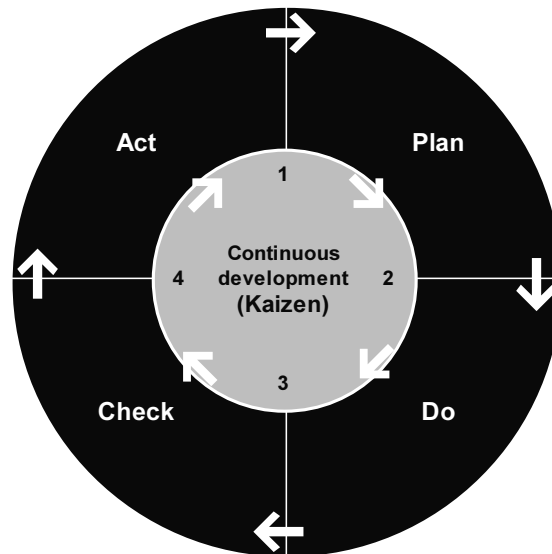 Act
Plan
1
Continuous
4 development 2
(Kaizen)
3
Check
Do